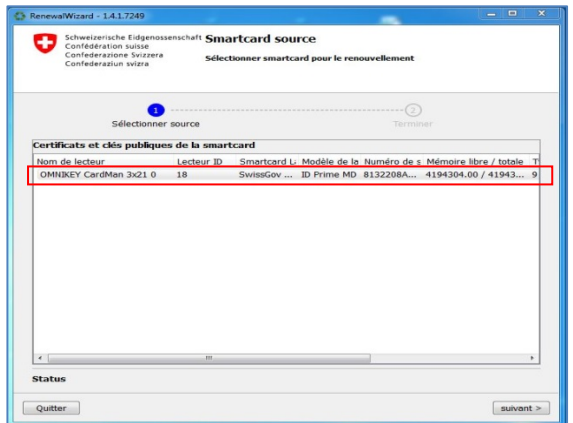 RenewalWizard - 1.4.1.7249
Schweizerische Eidgenossenschaft
Confédération suisse
Confederazione Svizzera
Confederaziun svizra
Smartcard source
Sélectionner smartcard pour le renouvellement
1
2
Sélectionner source
Terminer
Certificats et clés publiques de la smartcard
Nom de lecteur Lecteur ID Smartcard L Modèle de la Numéro de s Mémoire libre / totale T
OMNIKEY CardMan 3x21 0 18 SwissGov ... ID Prime MD 8132208A... 4194304.00 / 41943... 9
Status
Quitter
suivant >